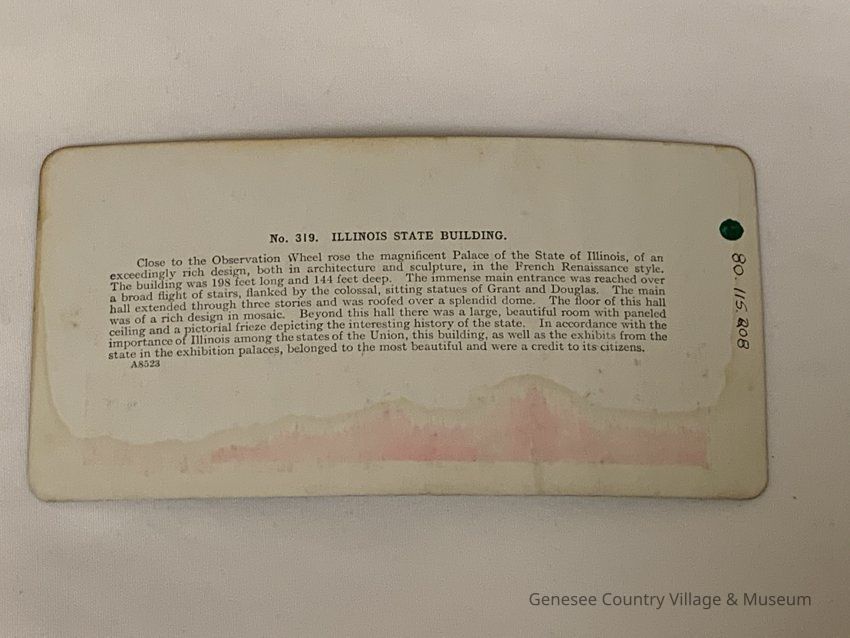 No. 319. ILLINOIS STATE BUILDING.
Close to the Observation Wheel rose the magnificent Palace of the State of Illinois, of an
exceedingly rich design, both in architecture and sculpture, in the French Renaissance style.
The building was 198 feet long and 144 feet deep. The immense main entrance was reached over
a broad flight of stairs, flanked by the colossal, sitting statues of Grant and Douglas. The main
hall extended through three stories and was roofed over a splendid dome. The floor of this hall
was of a rich design in mosaic. Beyond this hall there was a large, beautiful room with paneled
ceiling and a pictorial frieze depicting the interesting history of the state. In accordance with the
importance of Illinois among the states of the Union, this building, as well as the exhibits from the
state in the exhibition palaces, belonged to the most beautiful and were a credit to its citizens.
A8523
80.115.208
Genesee Country Village & Museum